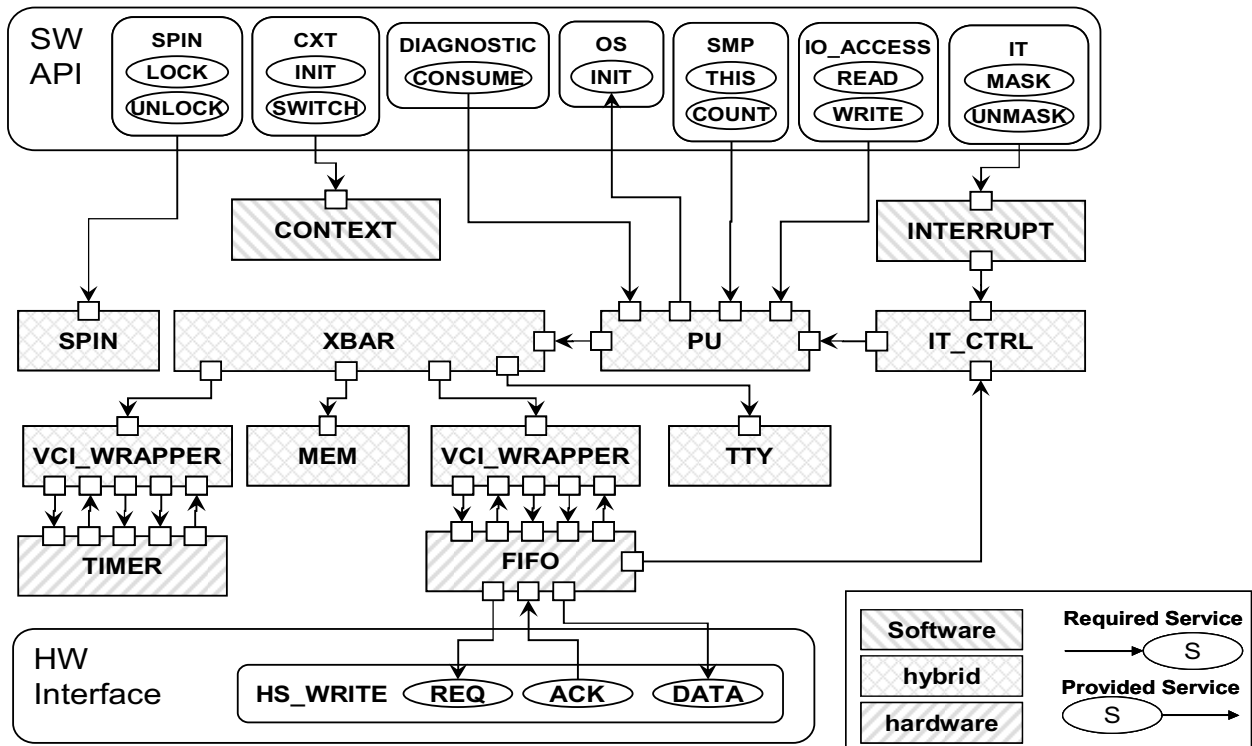 SW
API
SPIN
LOCK
UNLOCK
CXT
INIT
SWITCH
DIAGNOSTIC
CONSUME
OS
INIT
SMP
THIS
COUNT
IO_ACCESS
READ
WRITE
IT
MASK
UNMASK
CONTEXT
INTERRUPT
SPIN
XBAR
PU
IT_CTRL
VCI_WRAPPER
MEM
VCI_WRAPPER
TTY
TIMER
FIFO
HW
Interface
HS_WRITE
REQ
ACK
DATA
Software
hybrid
hardware
Required Service
S
Provided Service
S